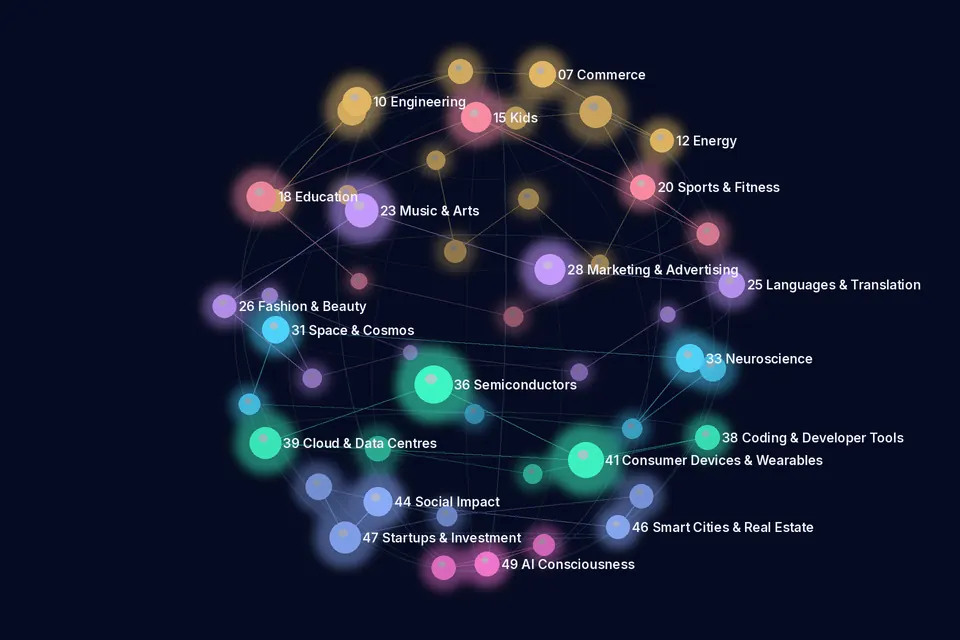 07 Commerce
10 Engineering
15 Kids
12 Energy
20 Sports & Fitness
18 Education
23 Music & Arts
28 Marketing & Advertising
25 Languages & Translation
26 Fashion & Beauty
31 Space & Cosmos
33 Neuroscience
36 Semiconductors
38 Coding & Developer Tools
39 Cloud & Data Centres
41 Consumer Devices & Wearables
44 Social Impact
46 Smart Cities & Real Estate
47 Startups & Investment
49 AI Consciousness